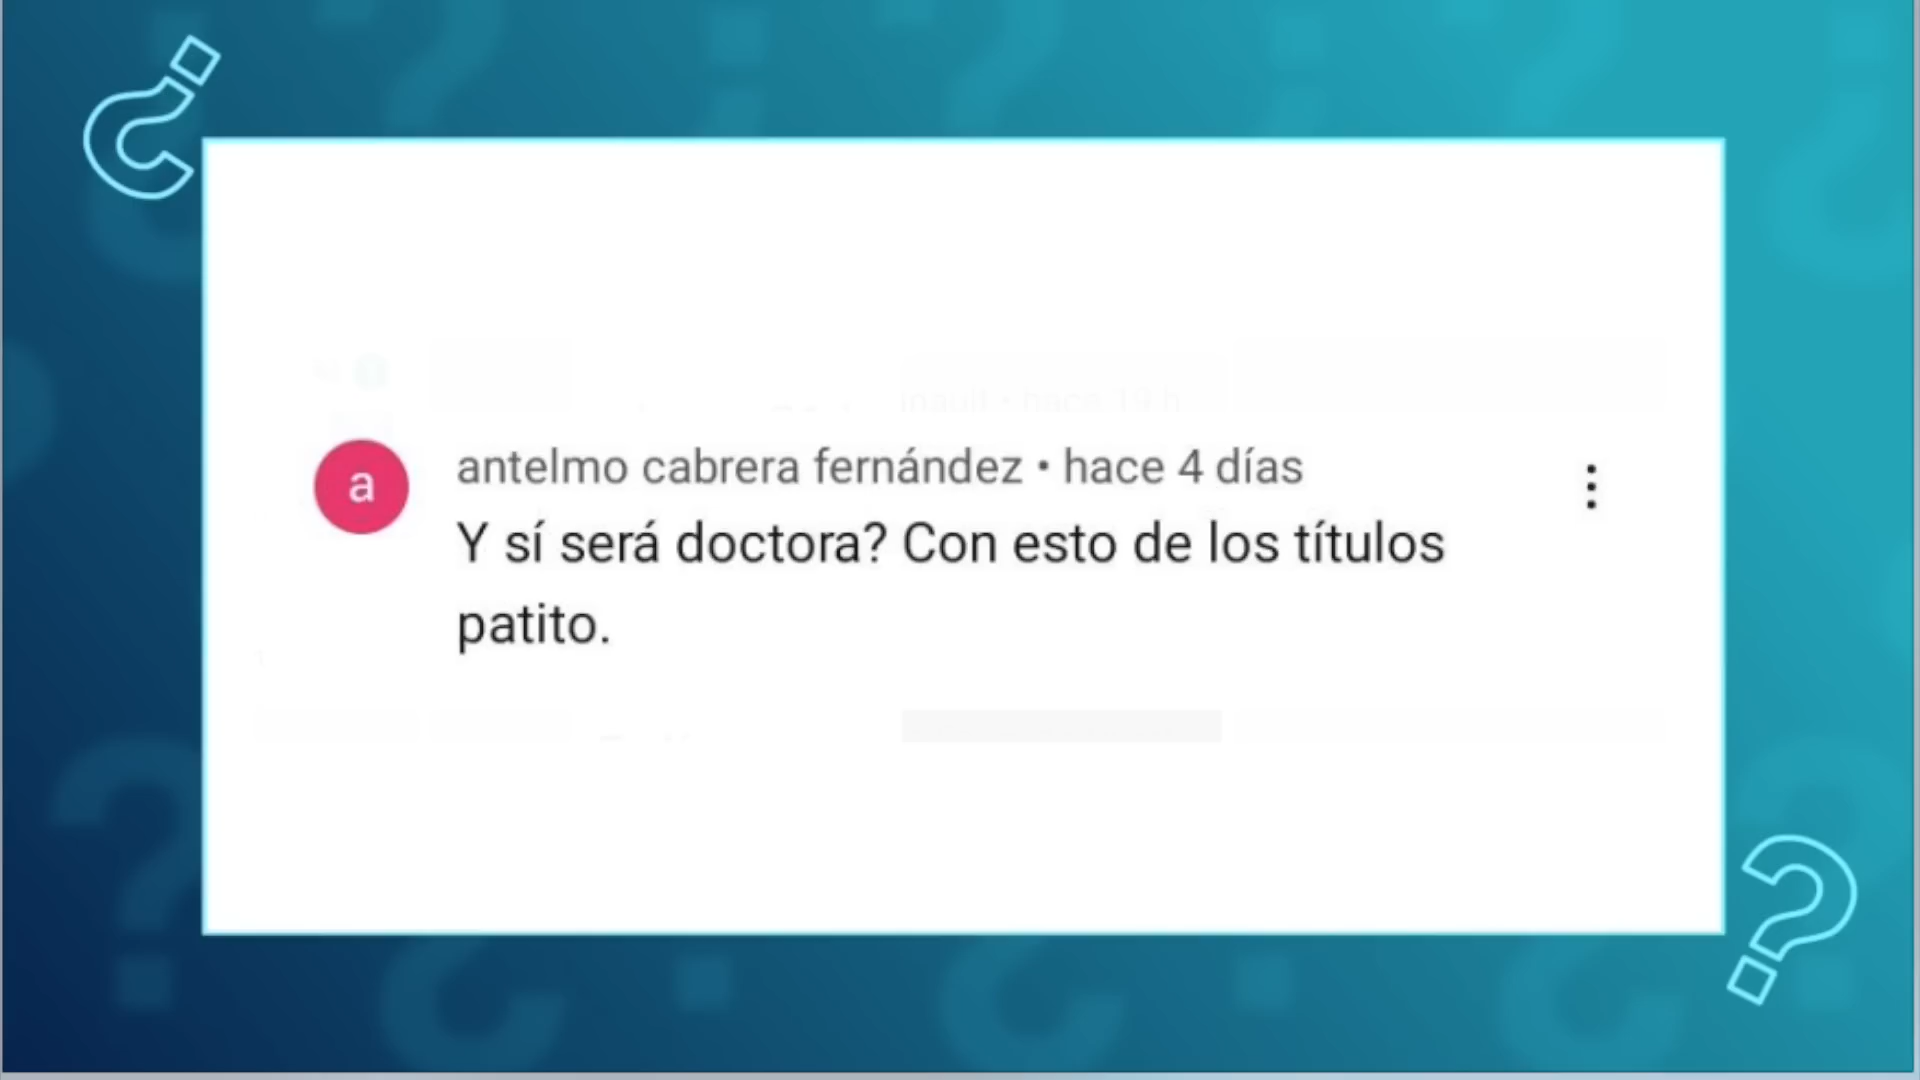 ¿
a
antelmo cabrera fernández • hace 4 días
Y sí será doctora? Con esto de los títulos
patito.
?